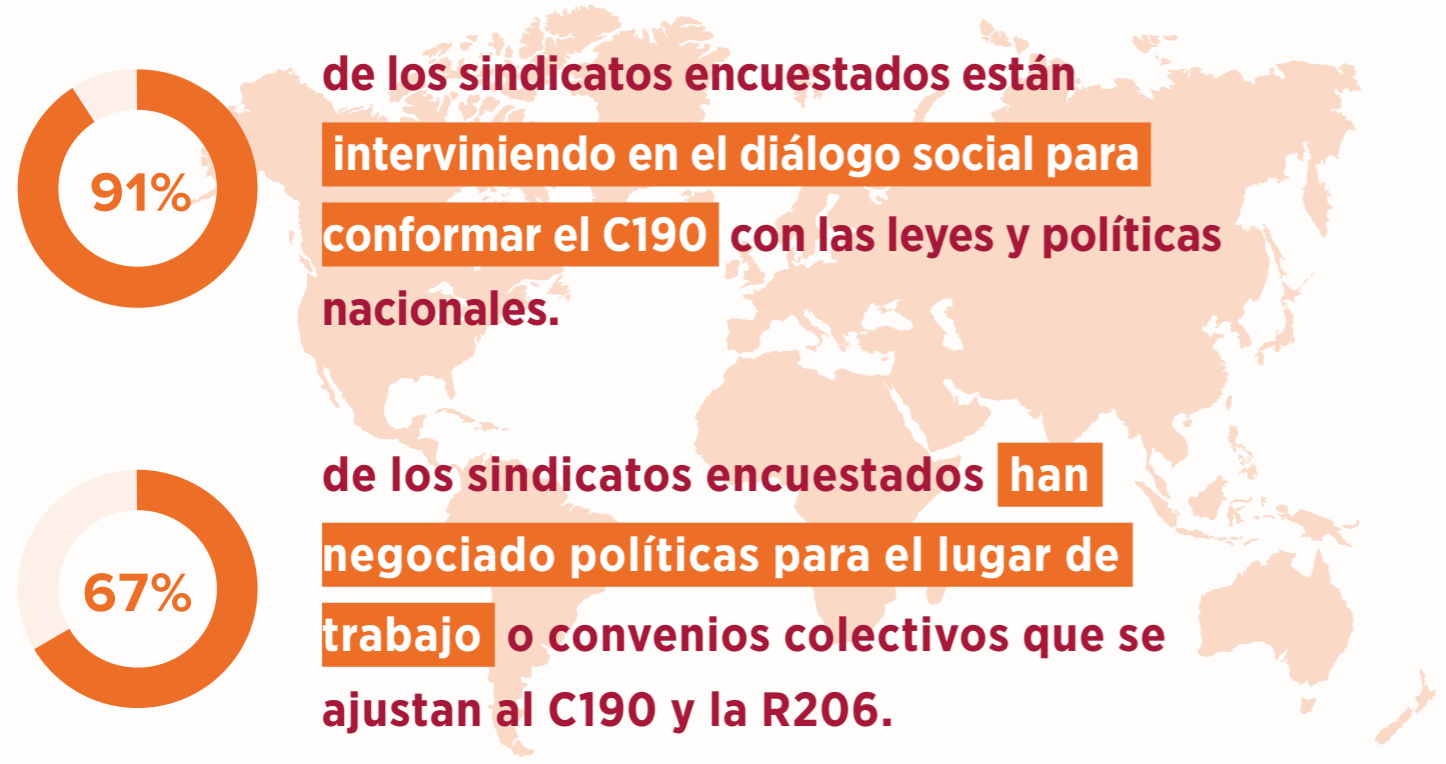 91%
de los sindicatos encuestados están
interviniendo en el diálogo social para
conformar el C190 con las leyes y políticas
nacionales.
67%
de los sindicatos encuestados han
negociado políticas para el lugar de
trabajo o convenios colectivos que se
ajustan al C190 y la R206.